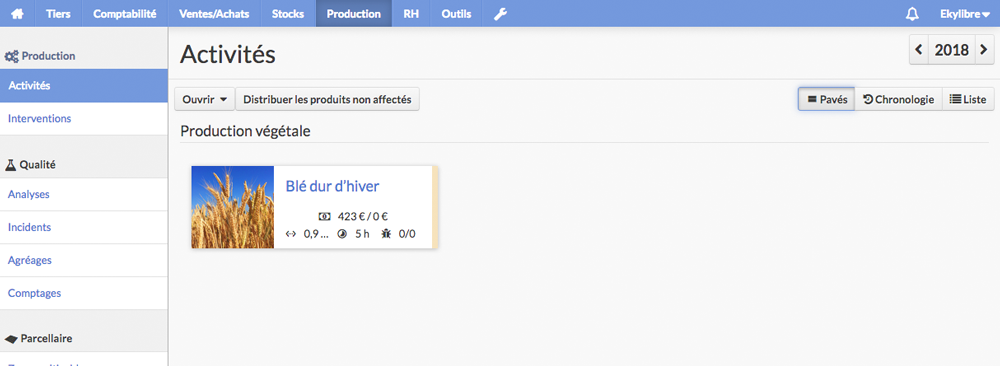 Tiers Comptabilité Ventes/Achats Stocks Production RH Outils Ekylibre
Production
Activités
Interventions
Qualité
Analyses
Incidents
Agréages
Comptages
Parcellaire
Activités
2018
Ouvrir Distribuer les produits non affectés
Pavés Chronologie Liste
Production végétale
Blé dur d'hiver
423 € / 0 €
0,9 ... 5 h 0/0